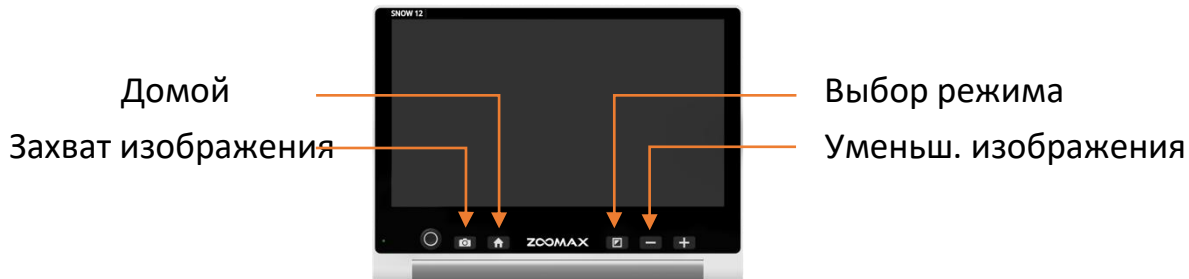 SNOW 12
Домой
Выбор режима
Захват изображения
Уменьш. изображения
ZOOMAX